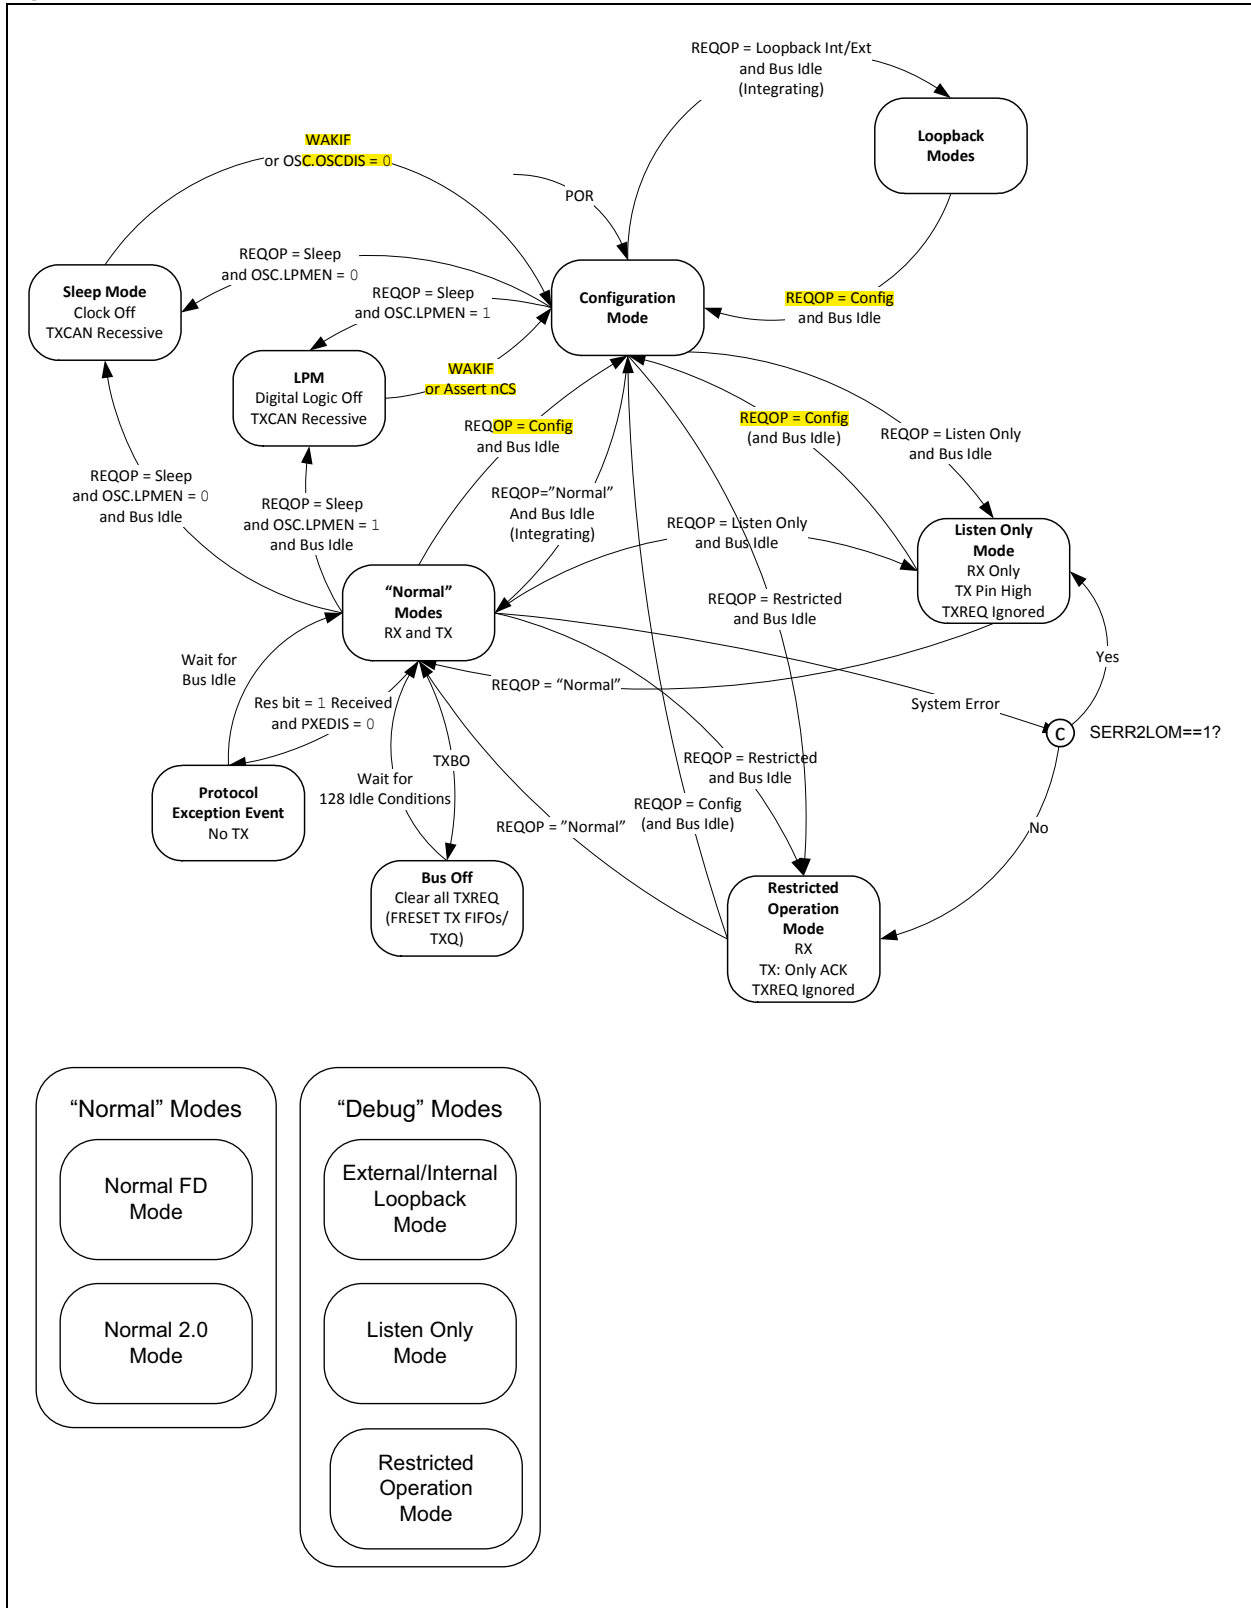 REQOP = Loopback Int/Ext
and Bus Idle
(Integrating)
Loopback
Modes
WAKIF
or OSC.OSCDIS = 0
POR
REQOP = Sleep
and OSC.LPMEN = 0
Sleep Mode
Clock Off
TXCAN Recessive
REQOP = Sleep
and OSC.LPMEN = 1
Configuration
Mode
REQOP = Config
and Bus Idle
LPM
Digital Logic Off
TXCAN Recessive
WAKIF
or Assert nCS
REQOP = Config
and Bus Idle
REQOP = Config
(and Bus Idle)
REQOP = Listen Only
and Bus Idle
REQOP = Sleep
and OSC.LPMEN = 0
and Bus Idle
REQOP = Sleep
and OSC.LPMEN = 1
and Bus Idle
REQOP="Normal"
And Bus Idle
(Integrating)
REQOP = Listen Only
and Bus Idle
Listen Only
Mode
RX Only
TX Pin High
TXREQ Ignored
“Normal”
Modes
RX and TX
REQOP = Restricted
and Bus Idle
Wait for
Bus Idle
Yes
REQOP = “Normal”
Res bit = 1 Received
and PXEDIS = 0
System Error
C
SERR2LOM==1?
TXBO
REQOP = Restricted
and Bus Idle
Wait for
128 Idle Conditions
Protocol
Exception Event
No TX
REQOP = Config
(and Bus Idle)
REQOP = ”Normal”
No
Bus Off
Clear all TXREQ
(FRESET TX FIFOs/
TXQ)
Restricted
Operation
Mode
RX
TX: Only ACK
TXREQ Ignored
“Normal” Modes
Normal FD
Mode
Normal 2.0
Mode
“Debug” Modes
External/Internal
Loopback
Mode
Listen Only
Mode
Restricted
Operation
Mode